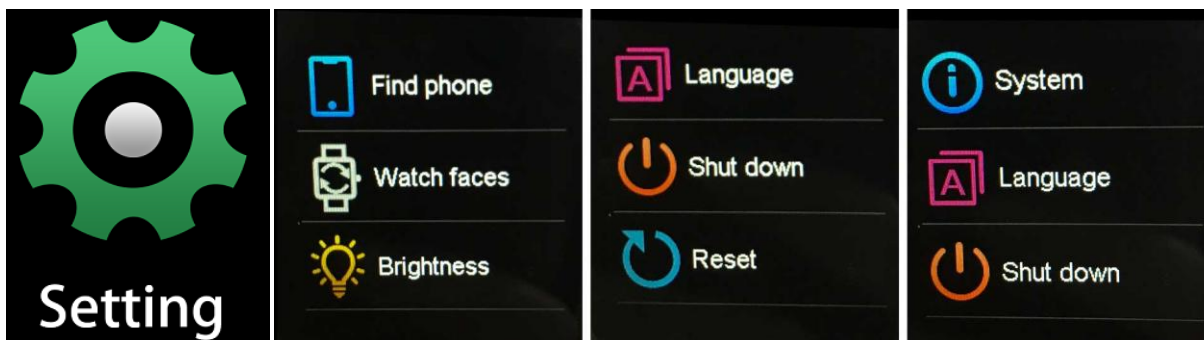 Setting
Find phone
Watch faces
Brightness
A Language
Shut down
Reset
i System
A Language
Shut down